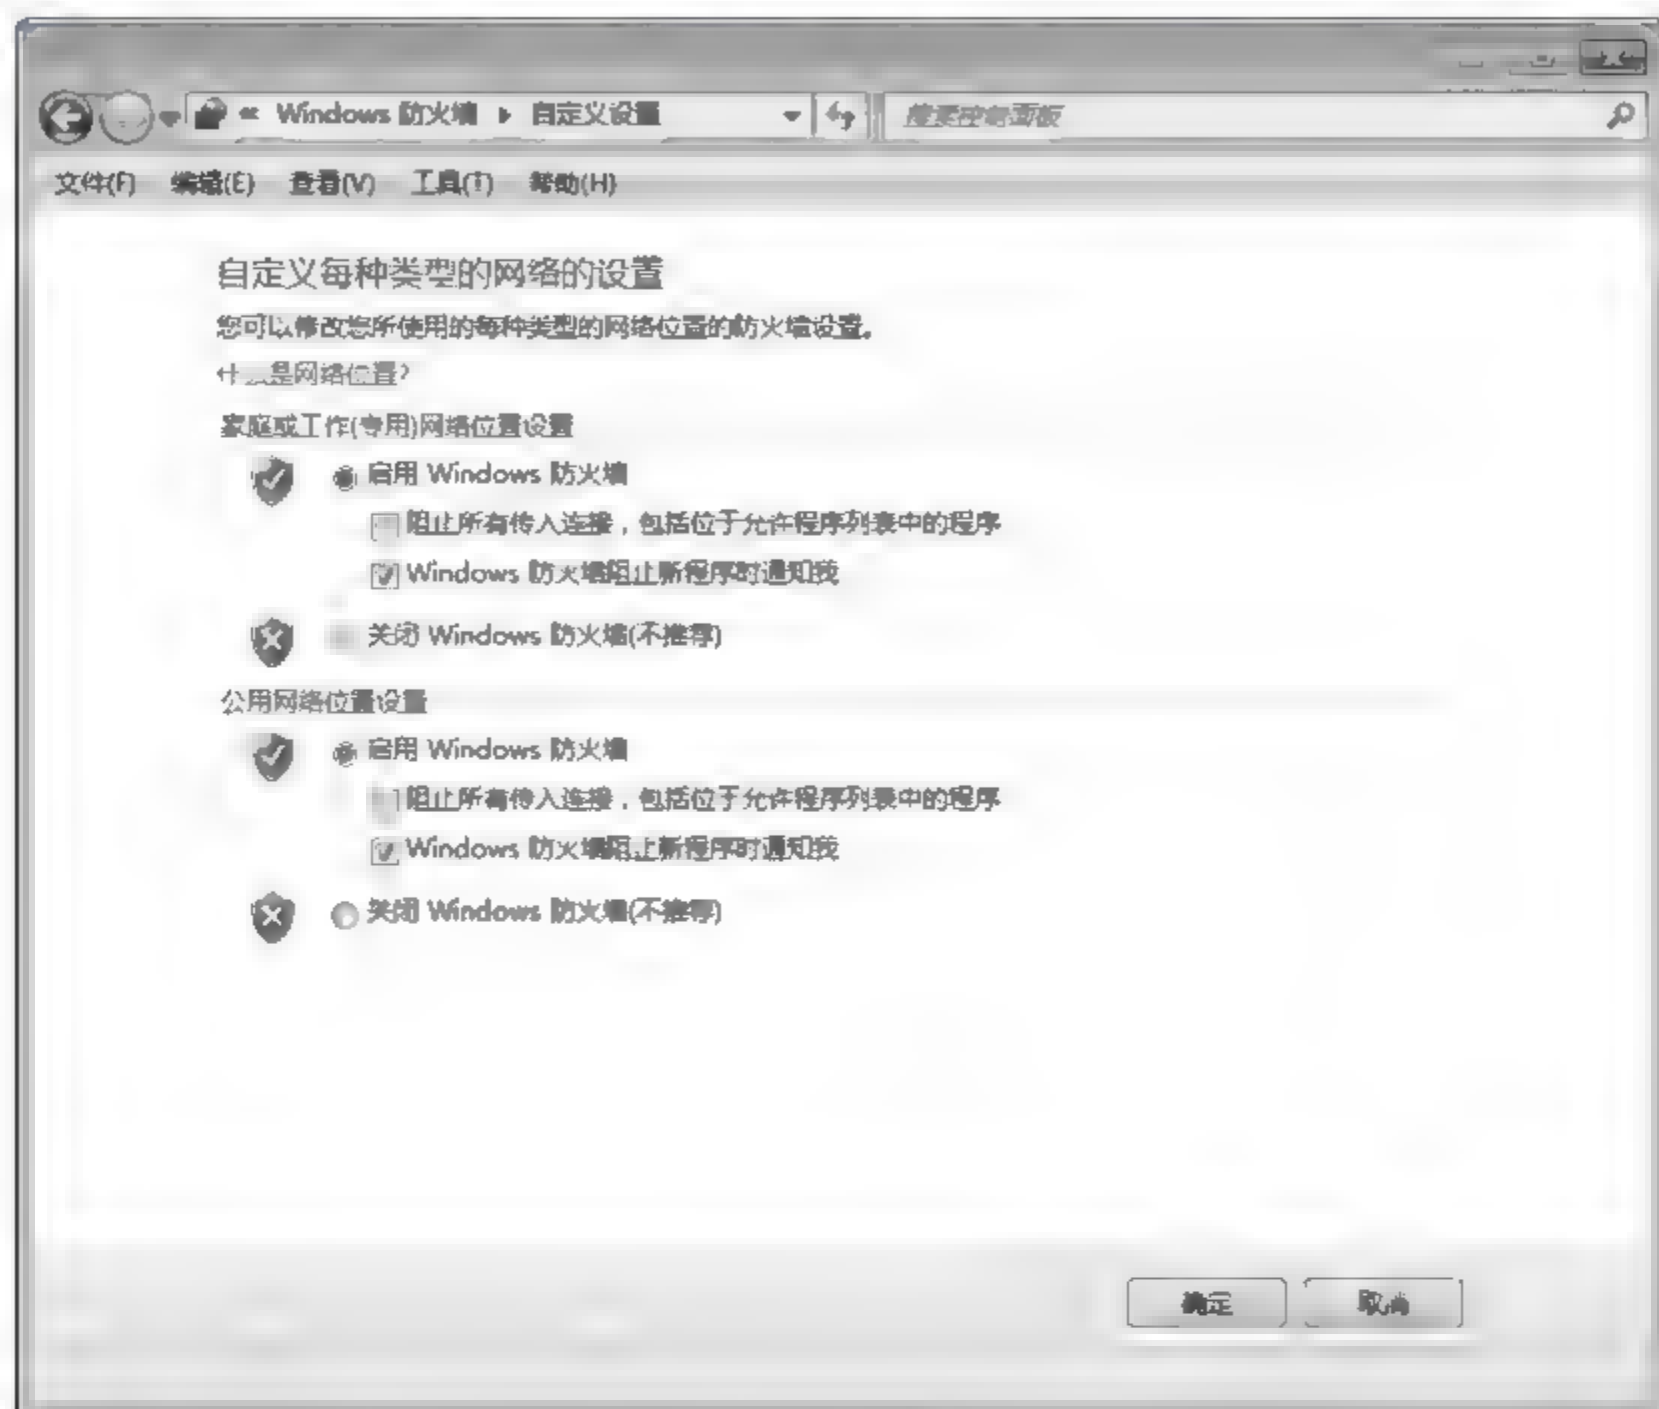 « Windows 防火墙 ▸ 自定义设置 搜索控制面板
文件(F) 编辑(E) 查看(V) 工具(T) 帮助(H)
自定义每种类型的网络的设置
您可以修改您所使用的每种类型的网络位置的防火墙设置。
什么是网络位置?
家庭或工作(专用)网络位置设置
启用 Windows 防火墙
阻止所有传入连接，包括位于允许程序列表中的程序
Windows 防火墙阻止新程序时通知我
关闭 Windows 防火墙(不推荐)
公用网络位置设置
启用 Windows 防火墙
阻止所有传入连接，包括位于允许程序列表中的程序
Windows 防火墙阻止新程序时通知我
关闭 Windows 防火墙(不推荐)
确定 取消